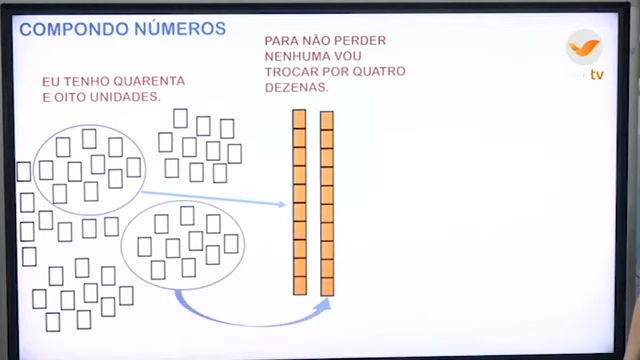 COMPONDO NÚMEROS
PARA NÃO PERDER
NENHUMA VOU
TROCAR POR QUATRO
DEZENAS.
EU TENHO QUARENTA
E OITO UNIDADES.
tv